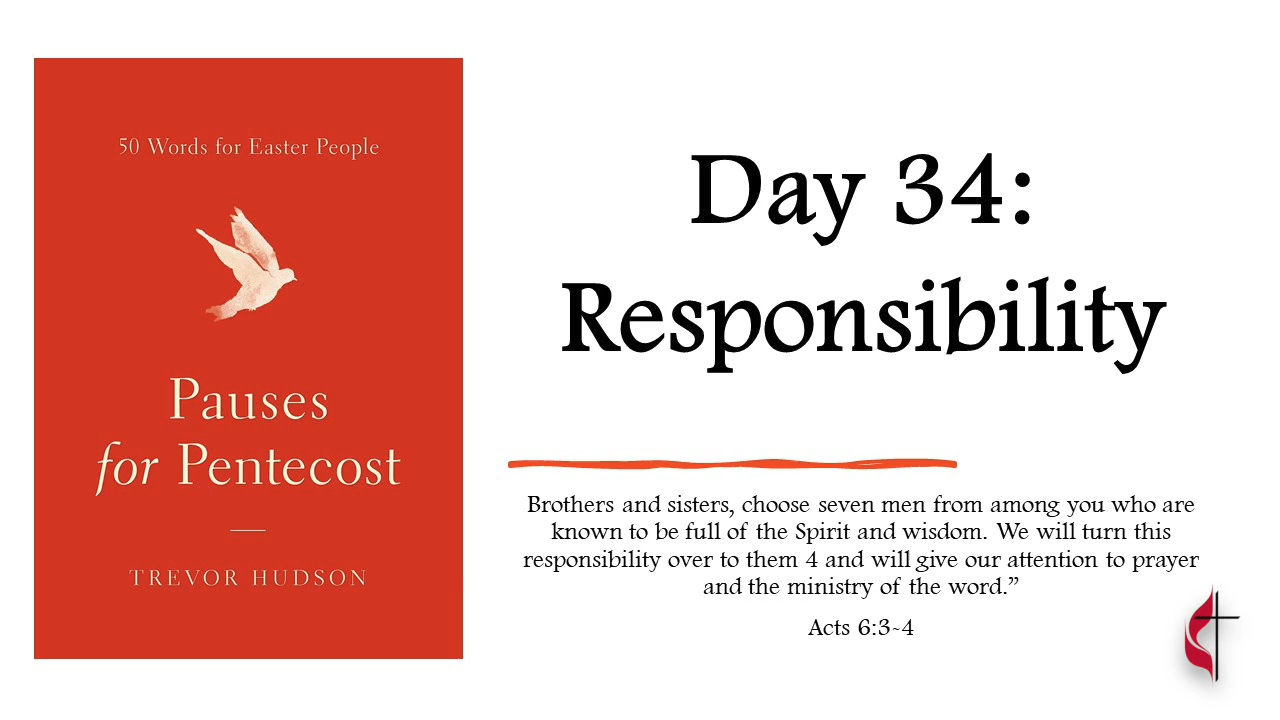 50 Words for Easter People
Pauses
for Pentecost
TREVOR HUDSON
Day 34:
Responsibility
Brothers and sisters, choose seven men from among you who are
known to be full of the Spirit and wisdom. We will turn this
responsibility over to them 4 and will give our attention to prayer
and the ministry of the word.”
Acts 6:3~4